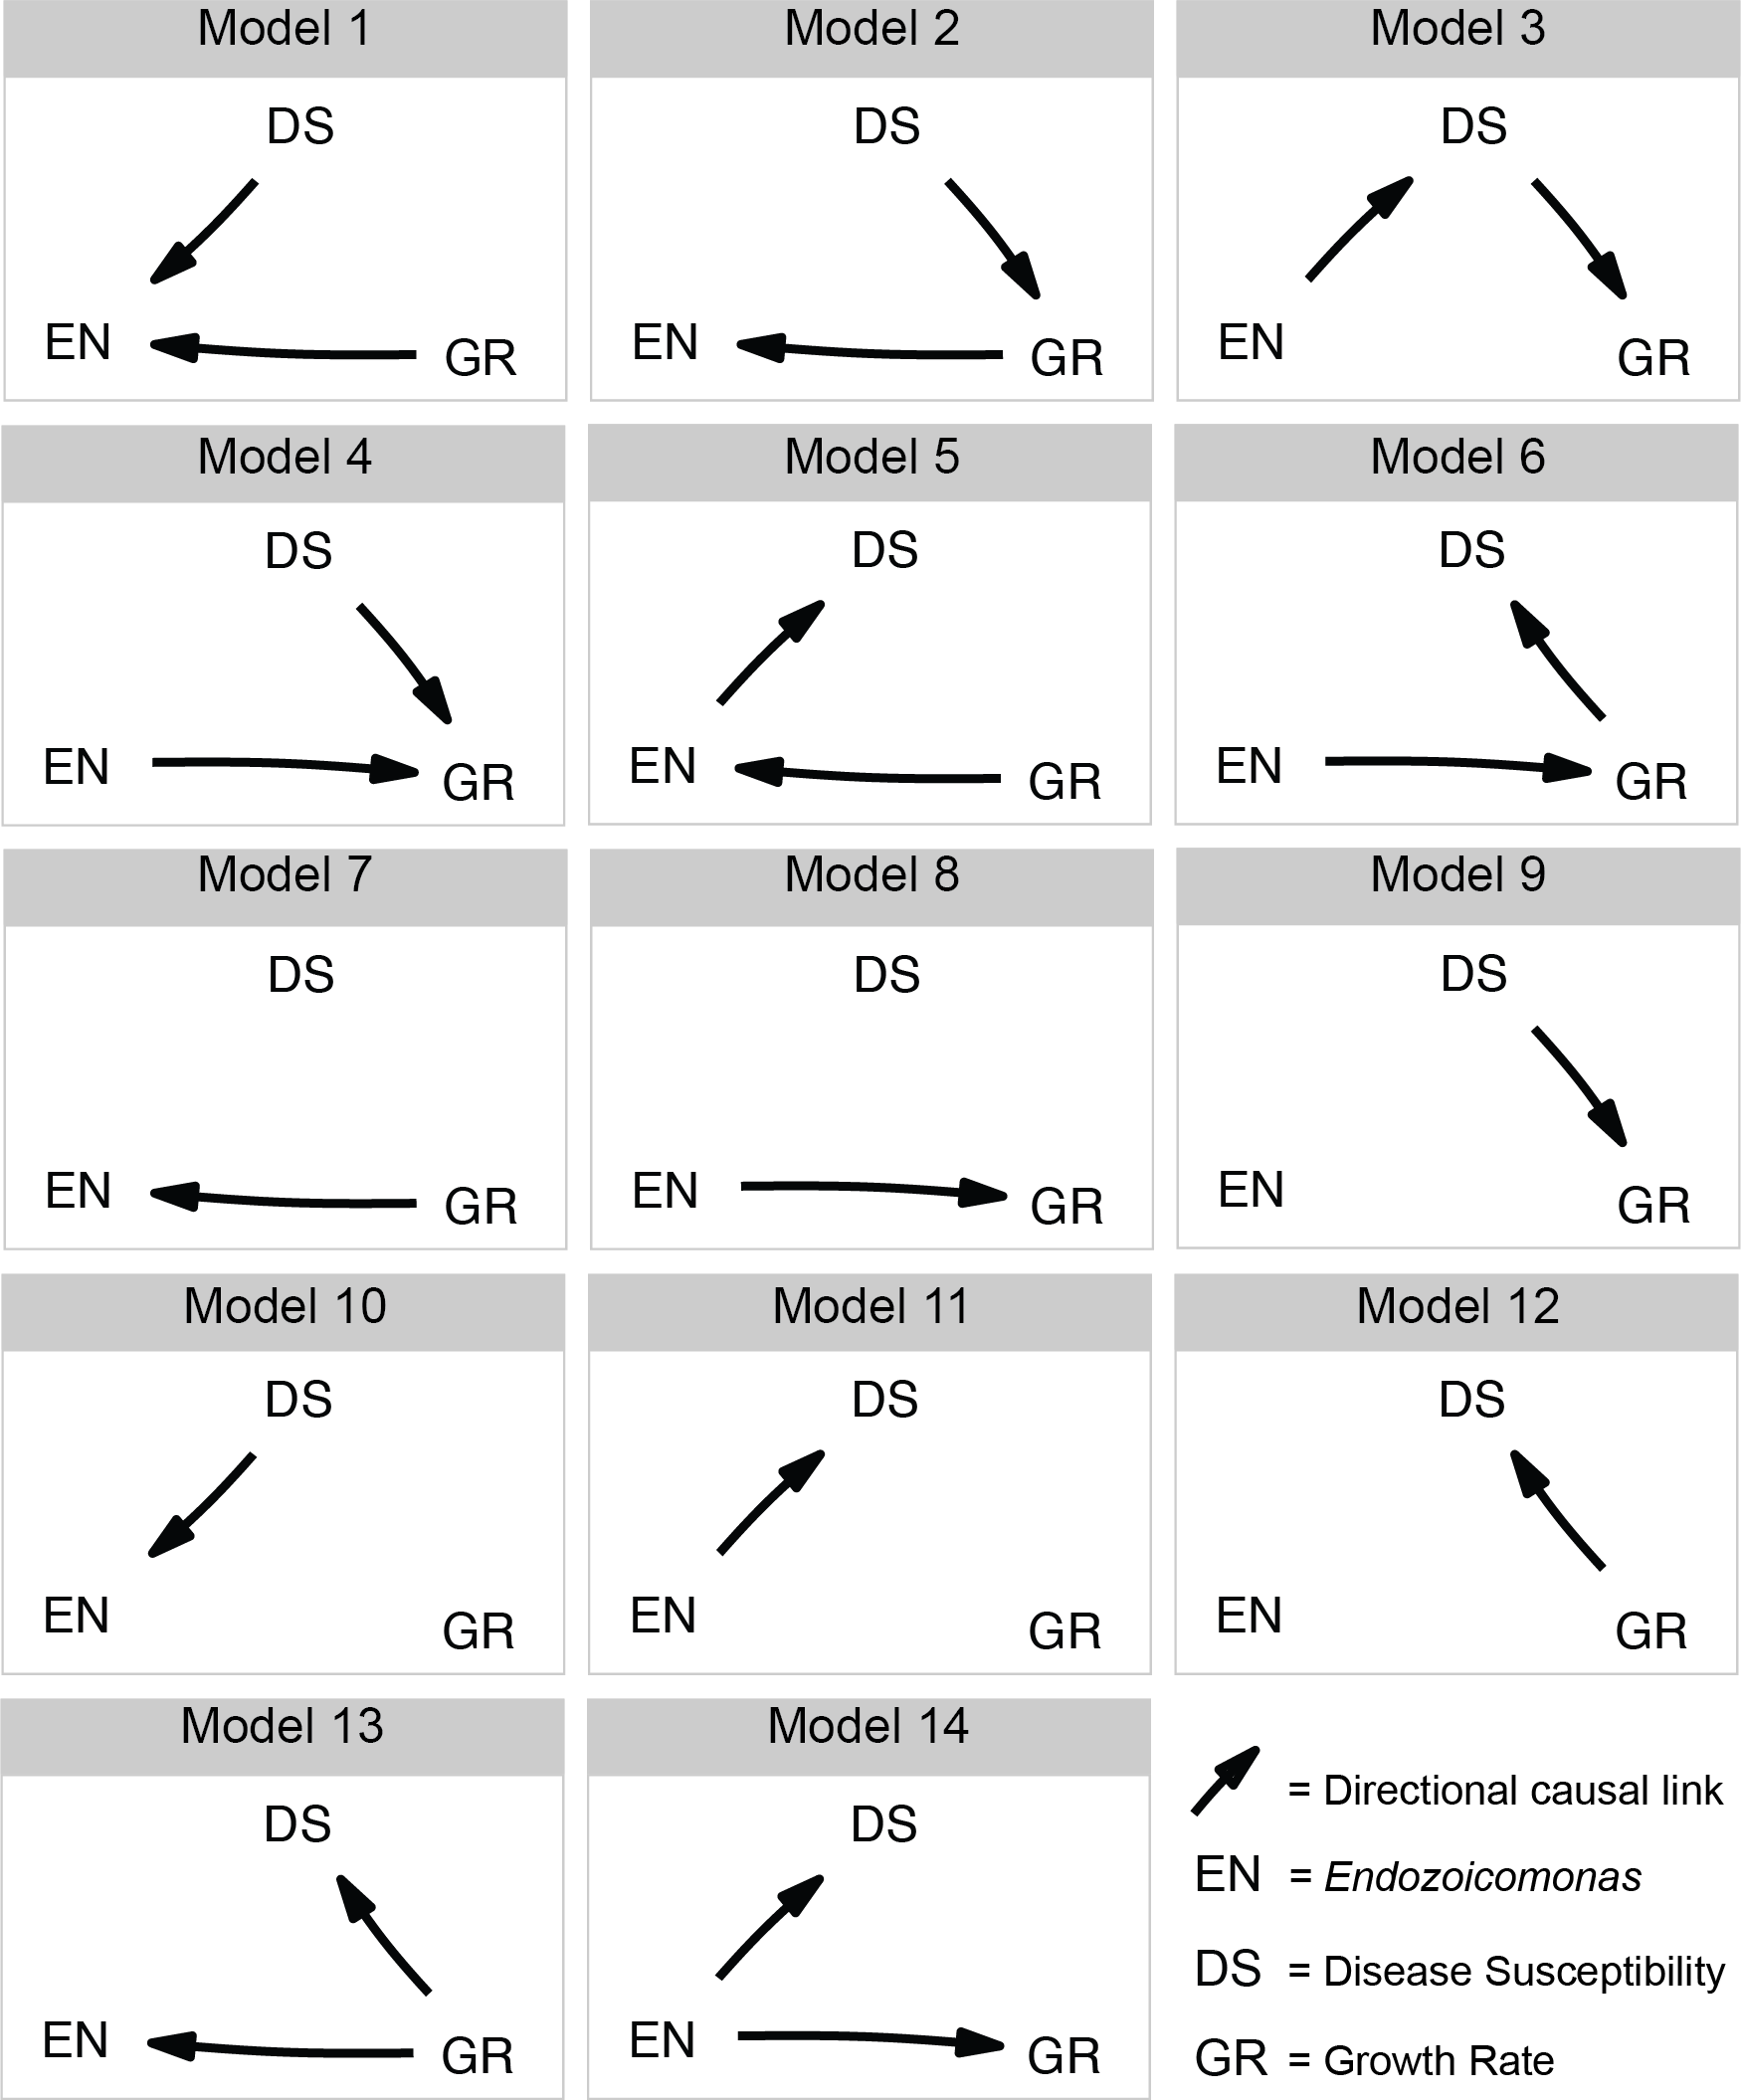 Model 1
DS
EN
GR
Model 2
DS
EN
GR
Model 3
DS
EN
GR
Model 4
DS
EN
GR
Model 5
DS
EN
GR
Model 6
DS
EN
GR
Model 7
DS
EN
GR
Model 8
DS
EN
GR
Model 9
DS
EN
GR
Model 10
DS
EN
GR
Model 11
DS
EN
GR
Model 12
DS
EN
GR
Model 13
DS
EN
GR
Model 14
DS
EN
GR
= Directional causal link
EN = Endozoicomonas
DS = Disease Susceptibility
GR = Growth Rate